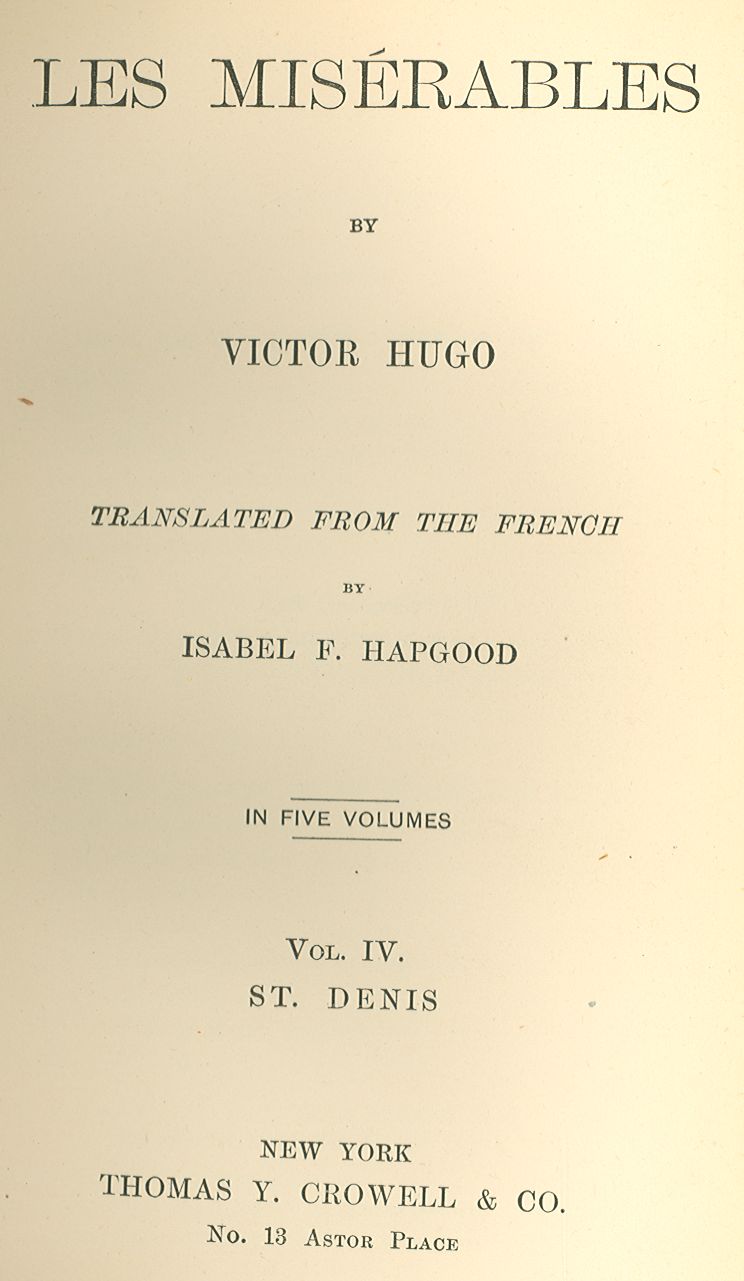 LES MISÉRABLES
BY
VICTOR HUGO
TRANSLATED FROM THE FRENCH
BY
ISABEL F. HAPGOOD
IN FIVE VOLUMES
VOL. IV.
ST. DENIS
NEW YORK
THOMAS Y. CROWELL & CO.
No. 13 ASTOR PLACE